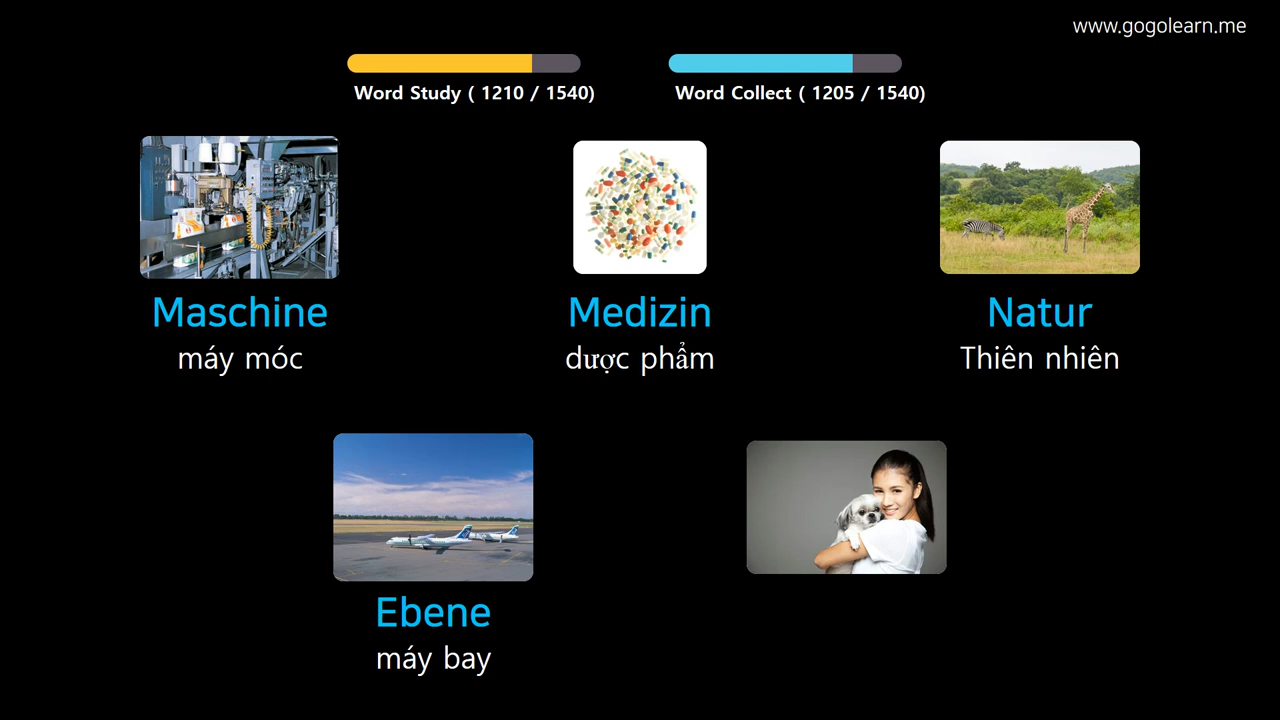 www.gogolearn.me
Word Study ( 1210 / 1540)
Word Collect ( 1205 / 1540)
Maschine
máy móc
Medizin
dược phẩm
Natur
Thiên nhiên
Ebene
máy bay